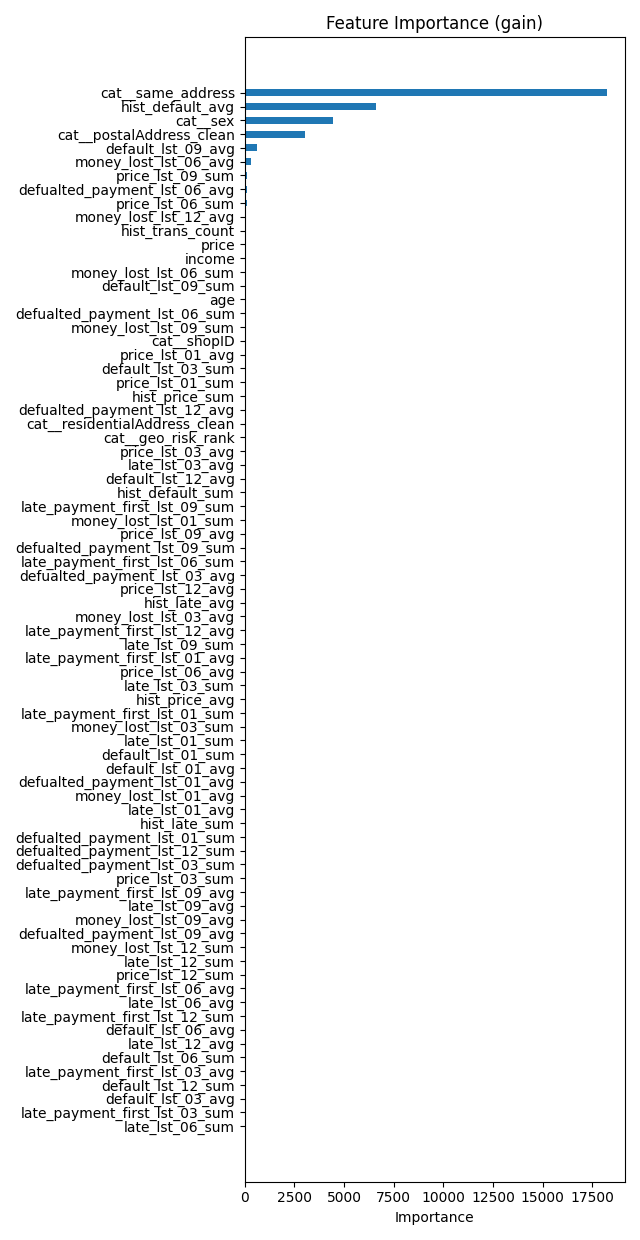 Feature Importance (gain)
cat__same_address
hist_default_avg
cat__sex
cat__postalAddress_clean
default_lst_09_avg
money_lost_lst_06_avg
price_lst_09_sum
defualted_payment_lst_06_avg
price_lst_06_sum
money_lost_lst_12_avg
hist_trans_count
price
income
money_lost_lst_06_sum
default_lst_09_sum
age
defualted_payment_lst_06_sum
money_lost_lst_09_sum
cat__shopID
price_lst_01_avg
default_lst_03_sum
price_lst_01_sum
hist_price_sum
defualted_payment_lst_12_avg
cat__residentialAddress_clean
cat__geo_risk_rank
price_lst_03_avg
late_lst_03_avg
default_lst_12_avg
hist_default_sum
late_payment_first_lst_09_sum
money_lost_lst_01_sum
price_lst_09_avg
defualted_payment_lst_09_sum
late_payment_first_lst_06_sum
defualted_payment_lst_03_avg
price_lst_12_avg
hist_late_avg
money_lost_lst_03_avg
late_payment_first_lst_12_avg
late_lst_09_sum
late_payment_first_lst_01_avg
price_lst_06_avg
late_lst_03_sum
hist_price_avg
late_payment_first_lst_01_sum
money_lost_lst_03_sum
late_lst_01_sum
default_lst_01_sum
default_lst_01_avg
defualted_payment_lst_01_avg
money_lost_lst_01_avg
late_lst_01_avg
hist_late_sum
defualted_payment_lst_01_sum
defualted_payment_lst_12_sum
defualted_payment_lst_03_sum
price_lst_03_sum
late_payment_first_lst_09_avg
late_lst_09_avg
money_lost_lst_09_avg
defualted_payment_lst_09_avg
money_lost_lst_12_sum
late_lst_12_sum
price_lst_12_sum
late_payment_first_lst_06_avg
late_lst_06_avg
late_payment_first_lst_12_sum
default_lst_06_avg
late_lst_12_avg
default_lst_06_sum
late_payment_first_lst_03_avg
default_lst_12_sum
default_lst_03_avg
late_payment_first_lst_03_sum
late_lst_06_sum
0 2500 5000 7500 10000 12500 15000 17500
Importance